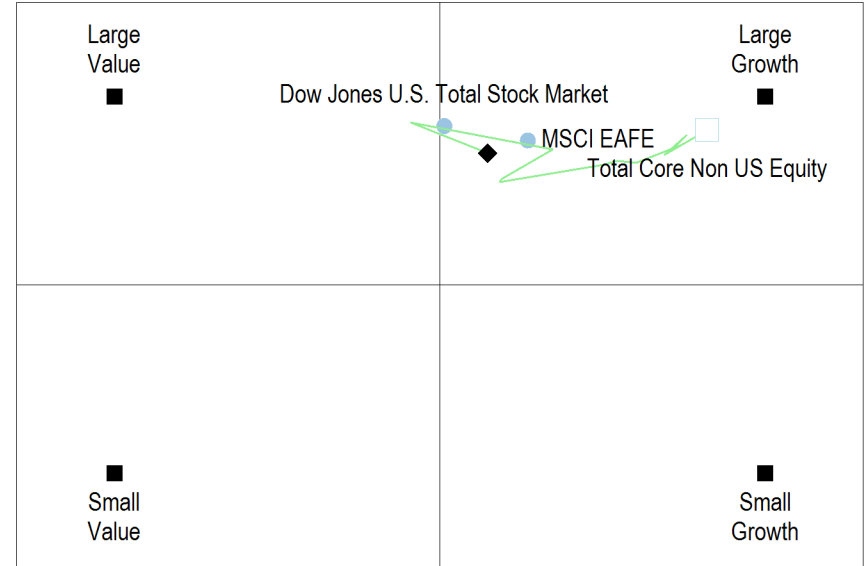 Large
Value
Large
Growth
Dow Jones U.S. Total Stock Market
MSCI EAFE
Total Core Non US Equity
Small
Value
Small
Growth